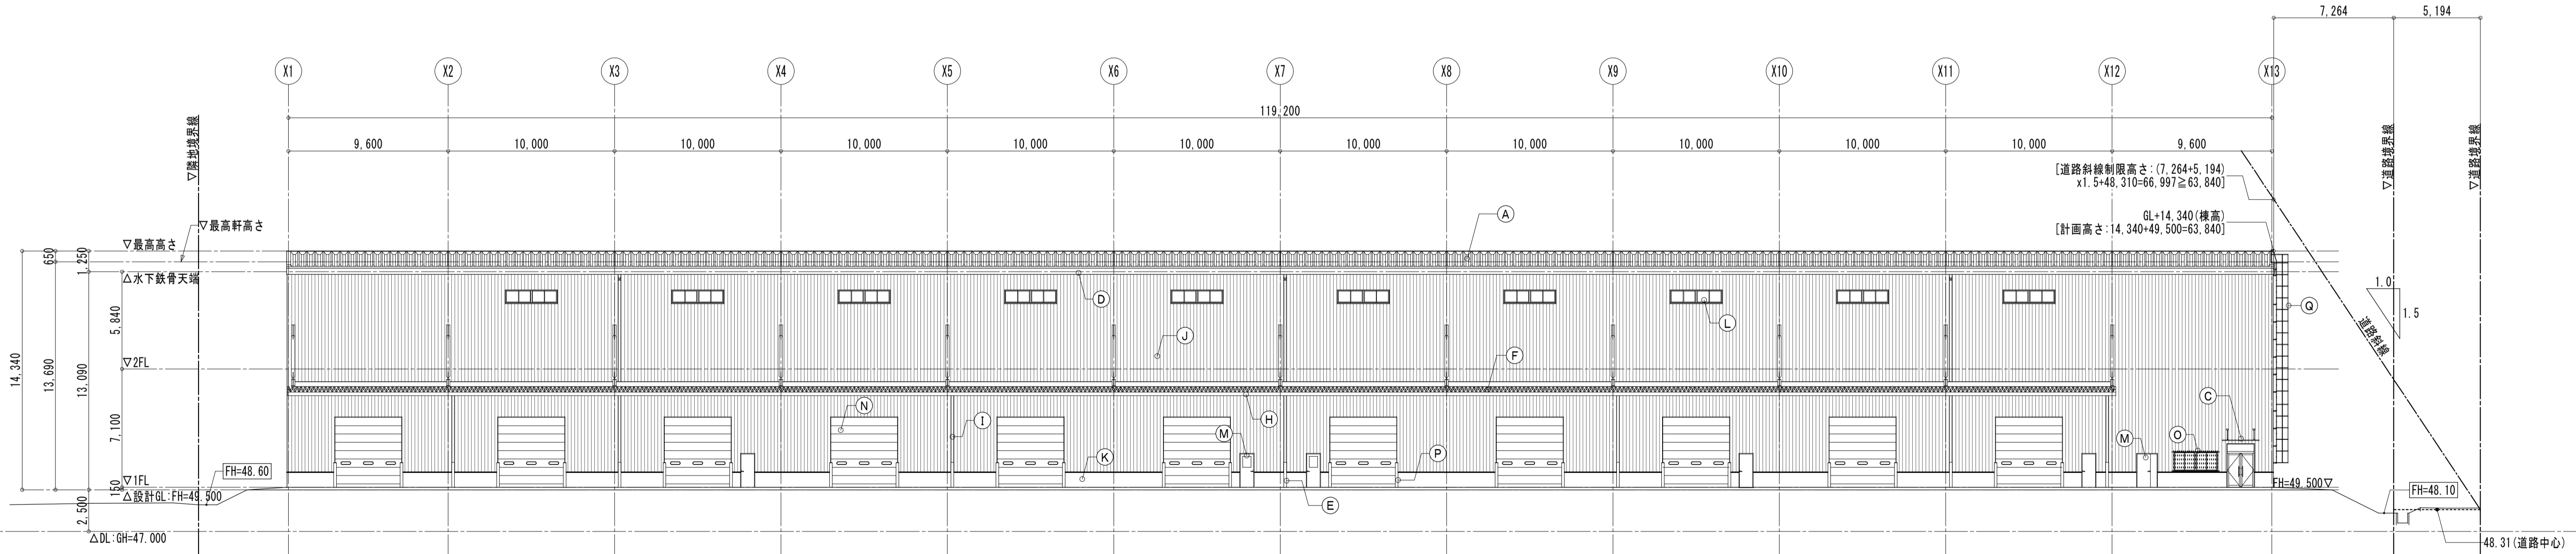 7,264
5,194
X1
X2
X3
X4
X5
X6
X7
X8
X9
X10
X11
X12
X13
119,200
9,600
10,000
10,000
10,000
10,000
10,000
10,000
10,000
10,000
10,000
10,000
9,600
▽隣地境界線
▽道路境界線
▽道路境界線
[道路斜線制限高さ:(7,264+5,194)
x1.5+48,310=66,997≧63,840]
GL+14,340(棟高)
[計画高さ:14,340+49,500=63,840]
▽最高軒高さ
▽最高高さ
△水下鉄骨天端
650
1,250
5,840
14,340
13,690
13,090
7,100
150
2,500
▽2FL
▽1FL
△設計GL:FH=49.500
FH=48.60
△DL:GH=47.000
A
D
J
L
F
N
I
H
K
M
E
P
M
O
C
Q
1.0
1.5
道路斜線
FH=49.500▽
FH=48.10
48.31(道路中心)